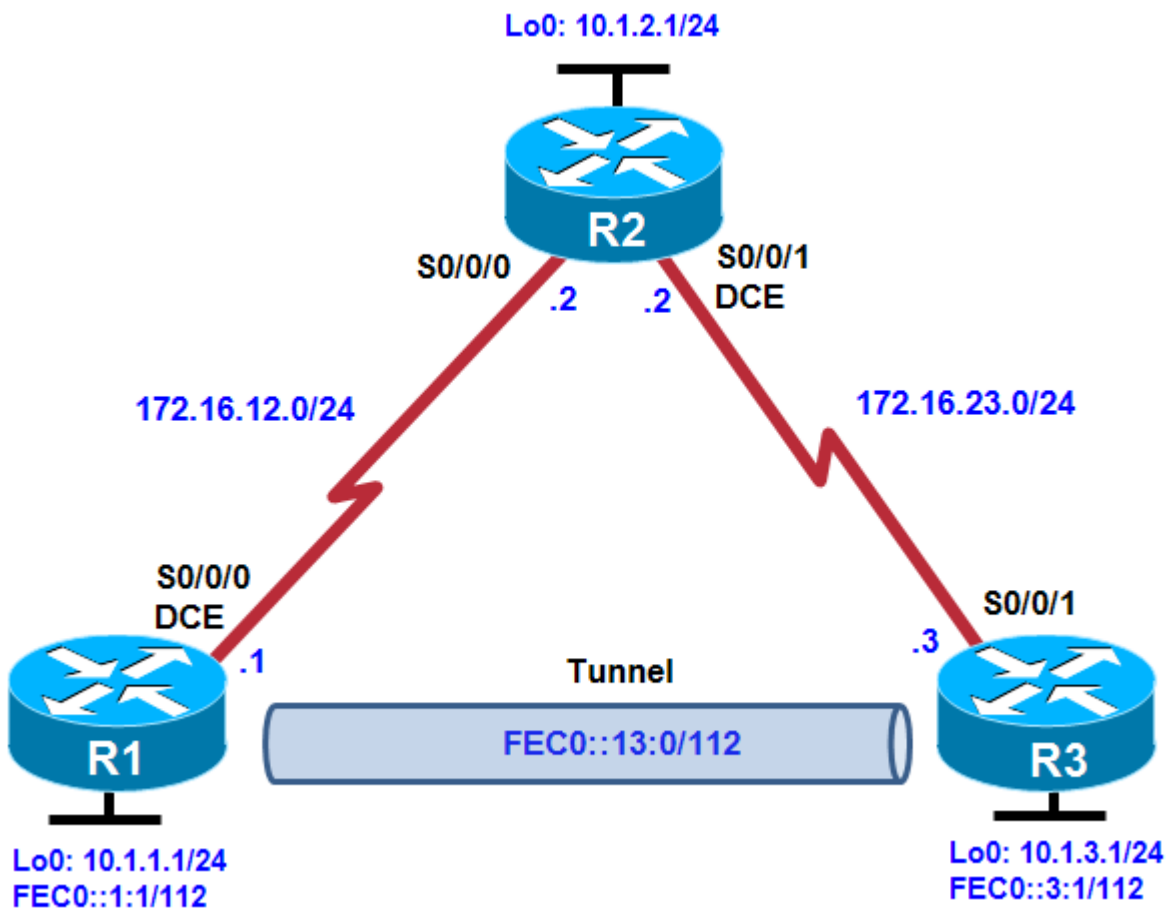 Lo0: 10.1.2.1/24
R2
S0/0/0
S0/0/1
DCE
.2
.2
172.16.12.0/24
172.16.23.0/24
S0/0/0
DCE
S0/0/1
.1
.3
Tunnel
FEC0::13:0/112
R1
R3
Lo0: 10.1.1.1/24
FEC0::1:1/112
Lo0: 10.1.3.1/24
FEC0::3:1/112